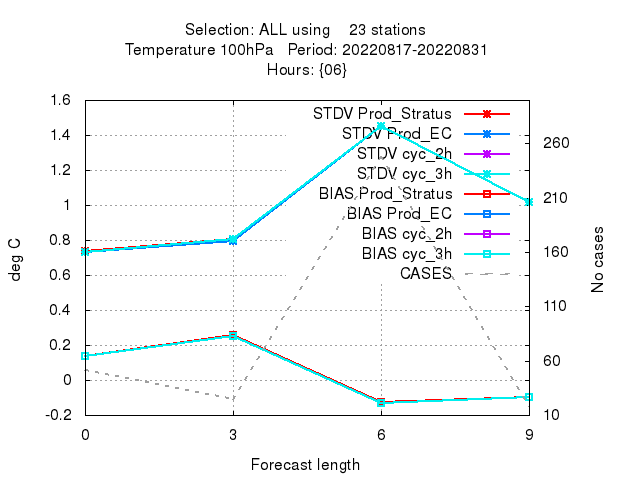 Selection: ALL using    23 stations
Temperature 100hPa   Period: 20220817-20220831
Hours: {06}
1.6
1.4
1.2
1
0.8
0.6
0.4
0.2
0
-0.2
deg C
STDV Prod_Stratus
STDV Prod_EC
STDV cyc_2h
STDV cyc_3h
BIAS Prod_Stratus
BIAS Prod_EC
BIAS cyc_2h
BIAS cyc_3h
CASES
260
210
160
110
60
10
No cases
0 3 6 9
Forecast length